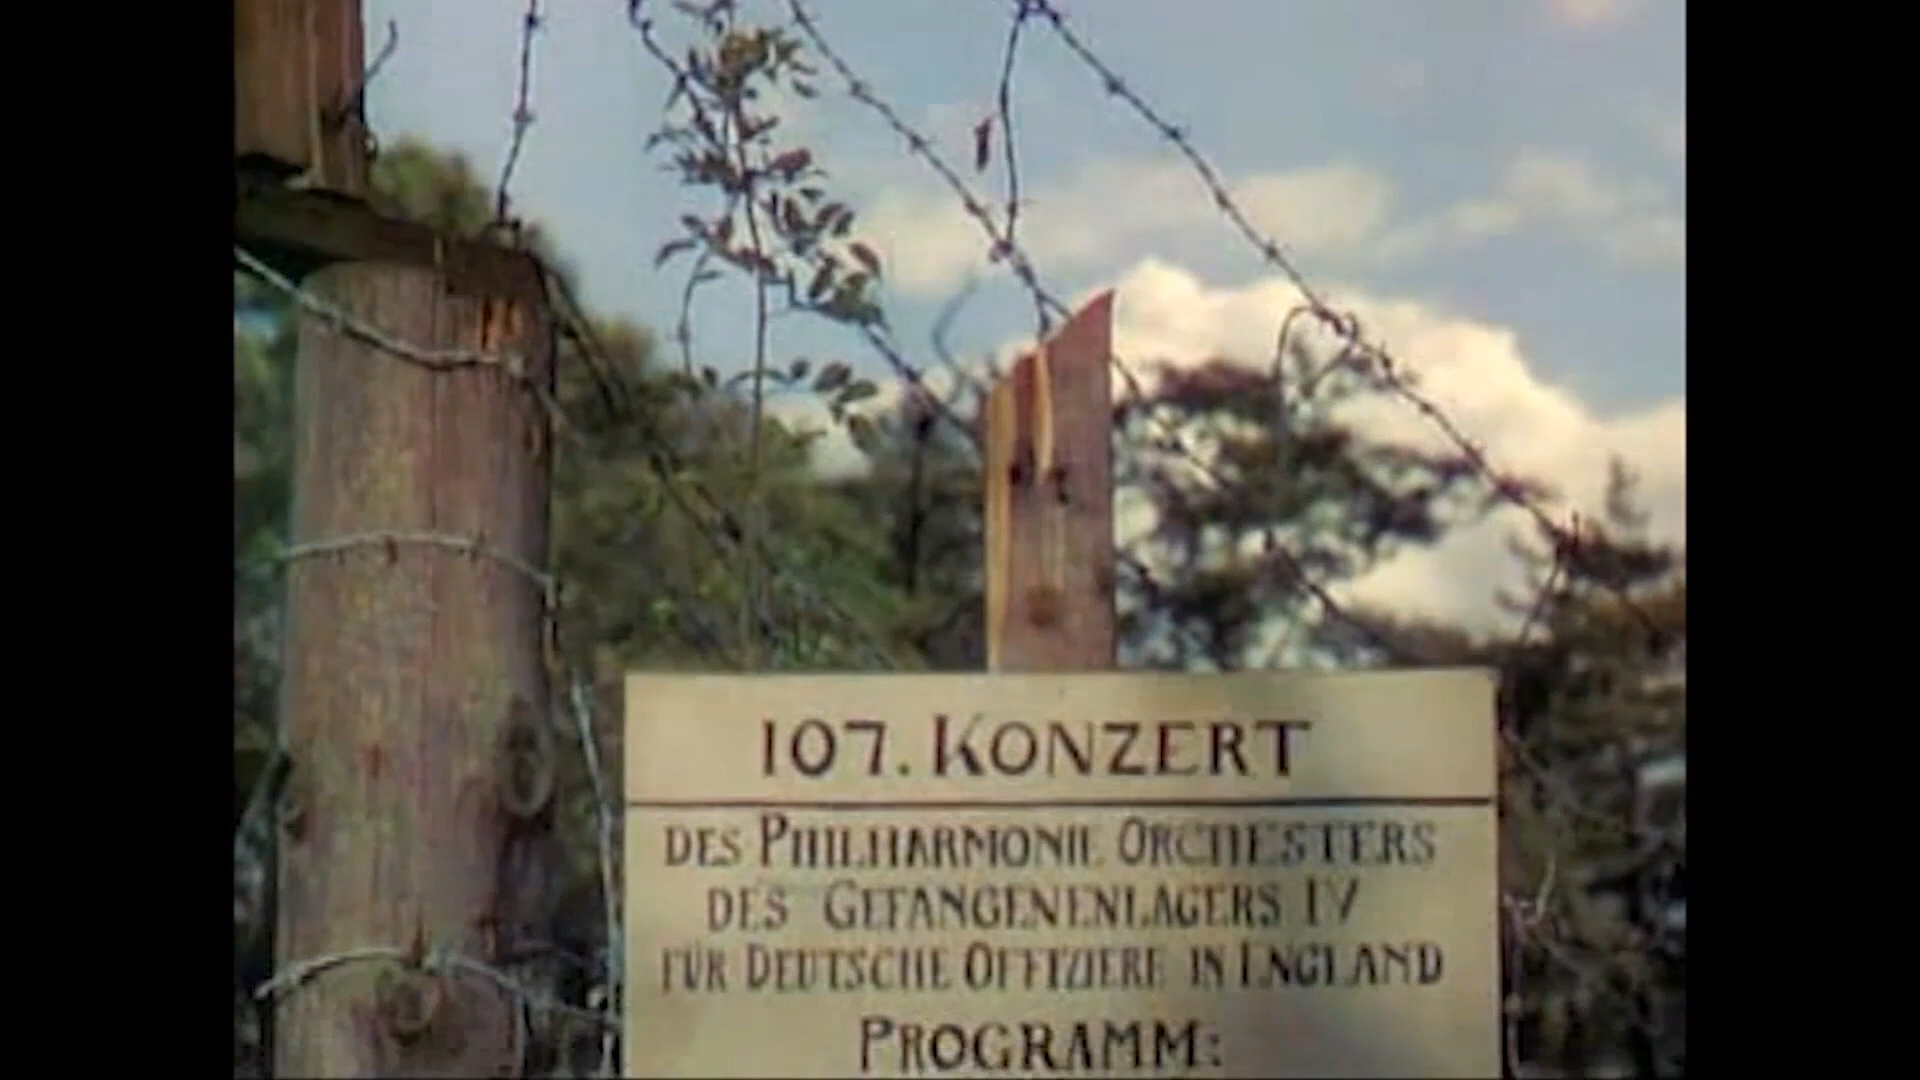 107. KONZERT
DES PHILHARMONIE ORCHESTERS
DES GEFANGENENLAGERS IV
FÜR DEUTSCHE OFFIZIERE IN ENGLAND
PROGRAMM: